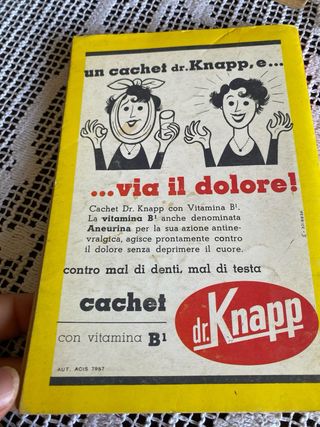 un cachet dr. Knapp, e...
...via il dolore!
Cachet Dr. Knapp con Vitamina B¹.
La vitamina B¹ anche denominata
Aneurina per la sua azione antine-
vralgica, agisce prontamente contro
il dolore senza deprimere il cuore.
contro mal di denti, mal di testa
cachet
con vitamina B¹
dr. Knapp
AUT. ACIS 7957